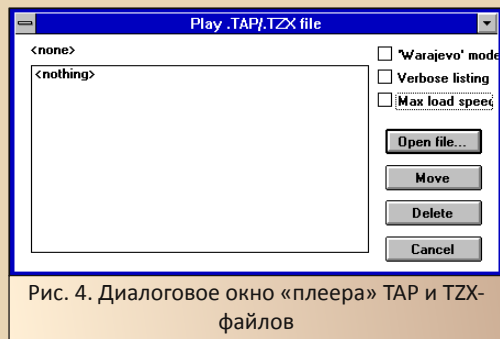 Play .TAP/.TZX file
<none>
<nothing>
'Warajevo' mode
Verbose listing
Max load speed
Open file...
Move
Delete
Cancel
Рис. 4. Диалоговое окно «плеера» TAP и TZX-
файлов